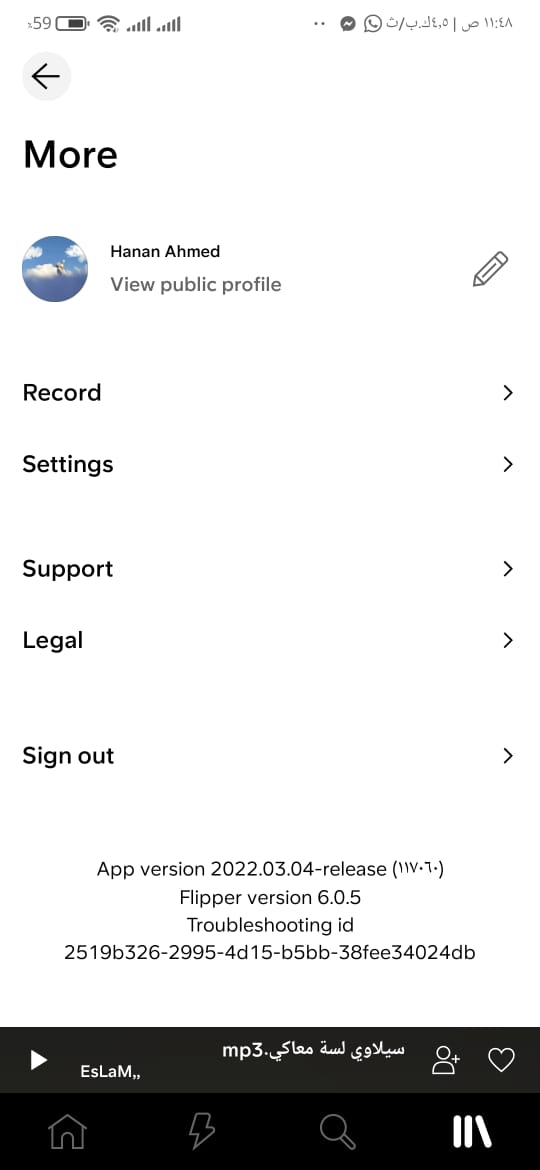 ٪59
١١:٤٨ ص | ٤,٥ك.ب/ث
More
Hanan Ahmed
View public profile
Record
Settings
Support
Legal
Sign out
App version 2022.03.04-release (١١٧٠٦٠)
Flipper version 6.0.5
Troubleshooting id
2519b326-2995-4d15-b5bb-38fee34024db
سيلاوي لسة معاكي.mp3
EsLaM,,